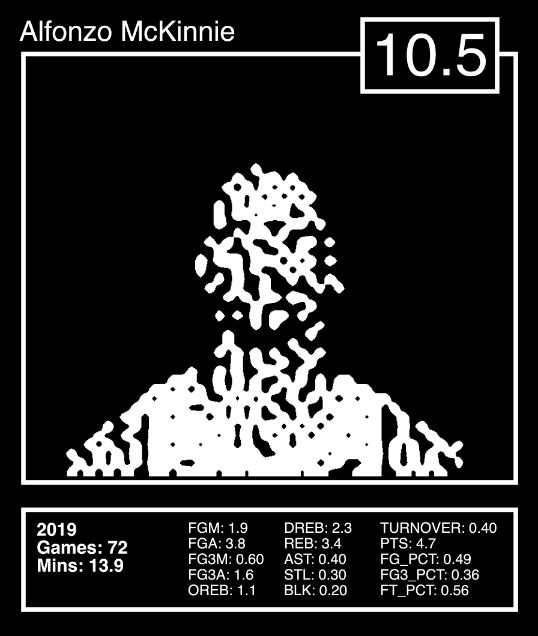 Alfonzo McKinnie
10.5
2019
Games: 72
Mins: 13.9
FGM: 1.9
FGA: 3.8
FG3M: 0.60
FG3A: 1.6
OREB: 1.1
DREB: 2.3
REB: 3.4
AST: 0.40
STL: 0.30
BLK: 0.20
TURNOVER: 0.40
PTS: 4.7
FG_PCT: 0.49
FG3_PCT: 0.36
FT_PCT: 0.56